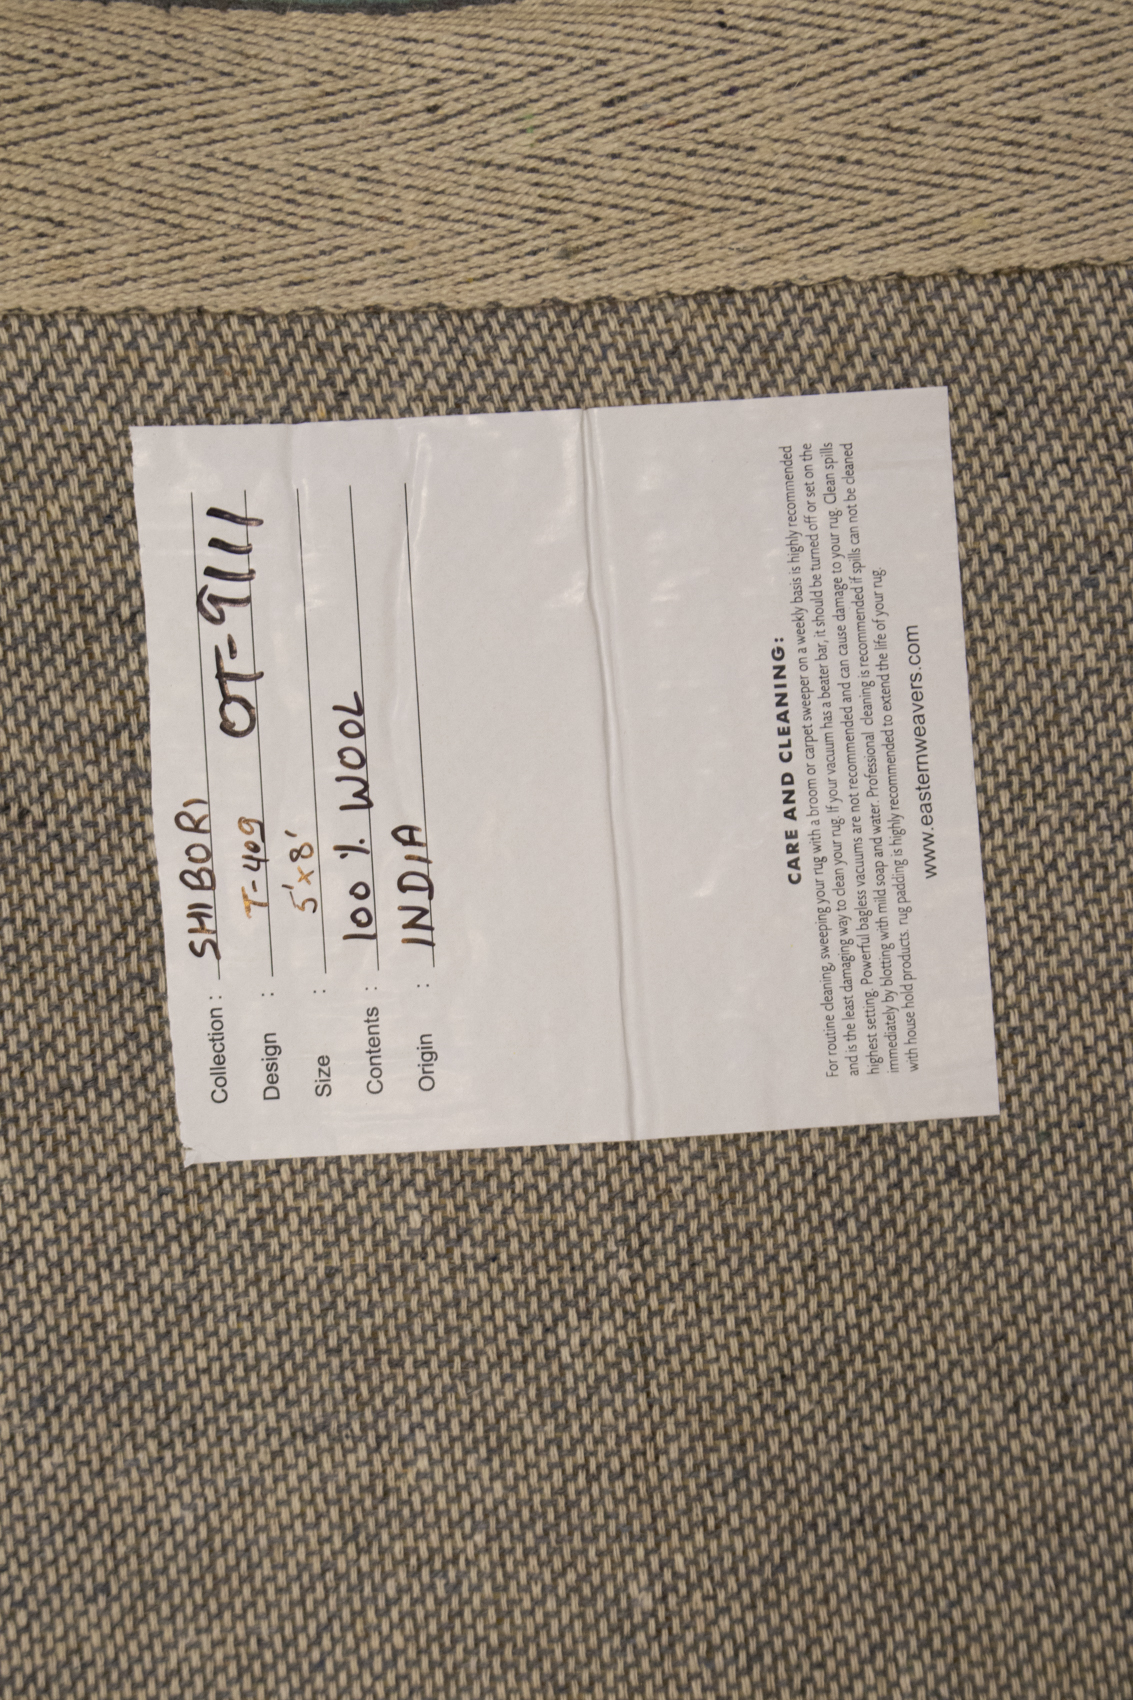 Collection : SHIBORI
Design : T-409 OT-9111
Size : 5'x8'
Contents : 100% WOOL
Origin : INDIA
CARE AND CLEANING:
For routine cleaning, sweeping your rug with a broom or carpet sweeper on a weekly basis is highly recommended
and is the least damaging way to clean your rug. If your vacuum has a beater bar, it should be turned off or set on the
highest setting. Powerful bagless vacuums are not recommended and can cause damage to your rug. Clean spills
immediately by blotting with mild soap and water. Professional cleaning is recommended if spills can not be cleaned
with house hold products. rug padding is highly recommended to extend the life of your rug.
www.easternweavers.com